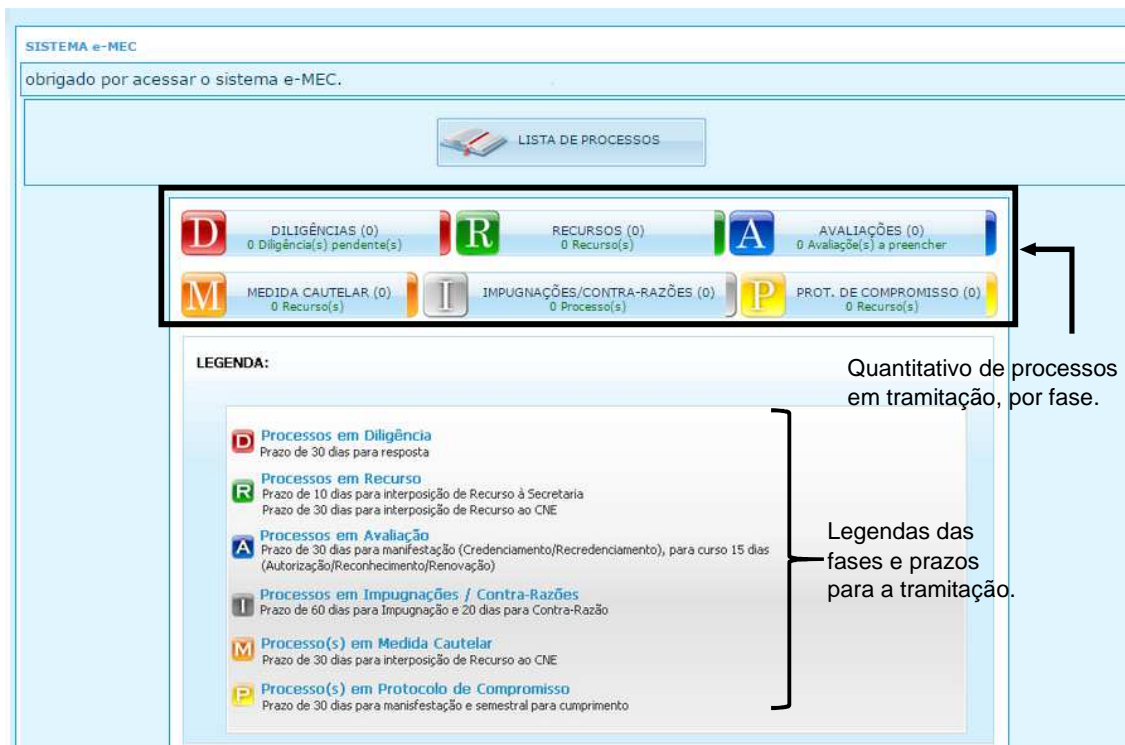 SISTEMA e-MEC
obrigado por acessar o sistema e-MEC.
LISTA DE PROCESSOS
D DILIGÊNCIAS (0)
0 Diligência(s) pendente(s)
R RECURSOS (0)
0 Recurso(s)
A AVALIAÇÕES (0)
0 Avaliaçõe(s) a preencher
M MEDIDA CAUTELAR (0)
0 Recurso(s)
I IMPUGNAÇÕES/CONTRA-RAZÕES (0)
0 Processo(s)
P PROT. DE COMPROMISSO (0)
0 Recurso(s)
Quantitativo de processos
em tramitação, por fase.
LEGENDA:
D Processos em Diligência
Prazo de 30 dias para resposta
R Processos em Recurso
Prazo de 10 dias para interposição de Recurso à Secretaria
Prazo de 30 dias para interposição de Recurso ao CNE
A Processos em Avaliação
Prazo de 30 dias para manifestação (Credenciamento/Recredenciamento), para curso 15 dias
(Autorização/Reconhecimento/Renovação)
I Processos em Impugnações / Contra-Razões
Prazo de 60 dias para Impugnação e 20 dias para Contra-Razão
M Processo(s) em Medida Cautelar
Prazo de 30 dias para interposição de Recurso ao CNE
P Processo(s) em Protocolo de Compromisso
Prazo de 30 dias para manisfestação e semestral para cumprimento
Legendas das
fases e prazos
para a tramitação.